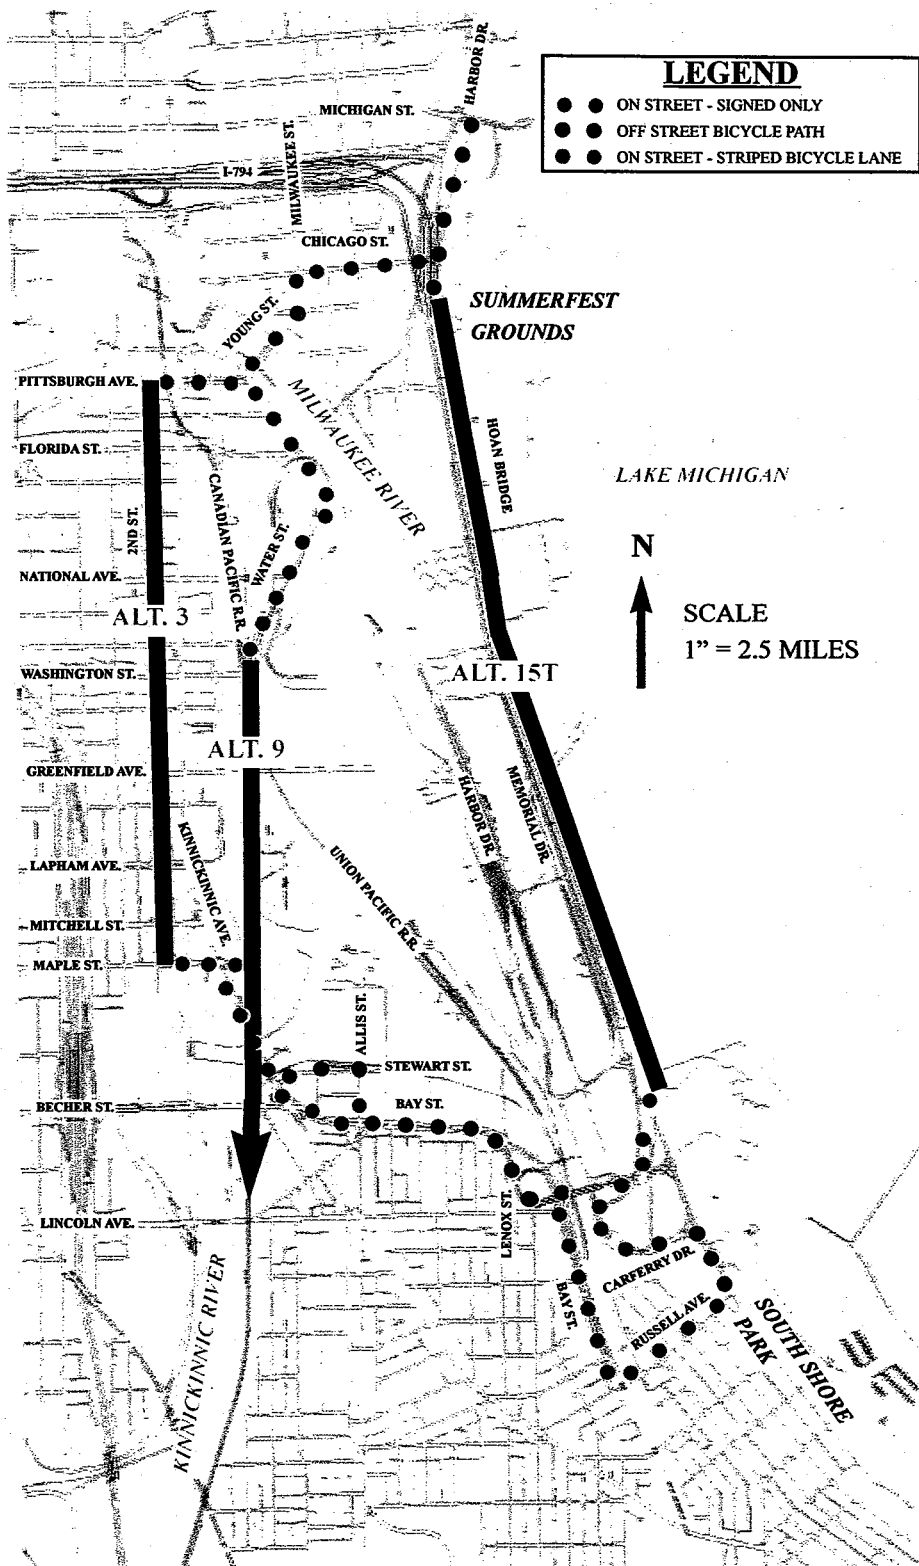 HARBOR DR.
LEGEND
ON STREET - SIGNED ONLY
OFF STREET BICYCLE PATH
ON STREET - STRIPED BICYCLE LANE
MICHIGAN ST.
MILWAUKEE ST.
I-794
CHICAGO ST.
SUMMERFEST
GROUNDS
YOUNG ST.
PITTSBURGH AVE.
MILWAUKEE RIVER
FLORIDA ST.
HOAN BRIDGE
LAKE MICHIGAN
CANADIAN PACIFIC R.R.
2ND ST.
WATER ST.
N
NATIONAL AVE.
ALT. 3
SCALE
1” = 2.5 MILES
WASHINGTON ST.
ALT. 15T
ALT. 9
GREENFIELD AVE.
HARBOR DR.
MEMORIAL DR.
KINNICKINNIC AVE.
UNION PACIFIC R.R.
LAPHAM AVE.
MITCHELL ST.
MAPLE ST.
ALLIS ST.
STEWART ST.
BECHER ST.
BAY ST.
LENOX ST.
LINCOLN AVE.
CARFERRY DR.
BAY ST.
RUSSELL AVE.
SOUTH SHORE
PARK
KINNICKINNIC RIVER